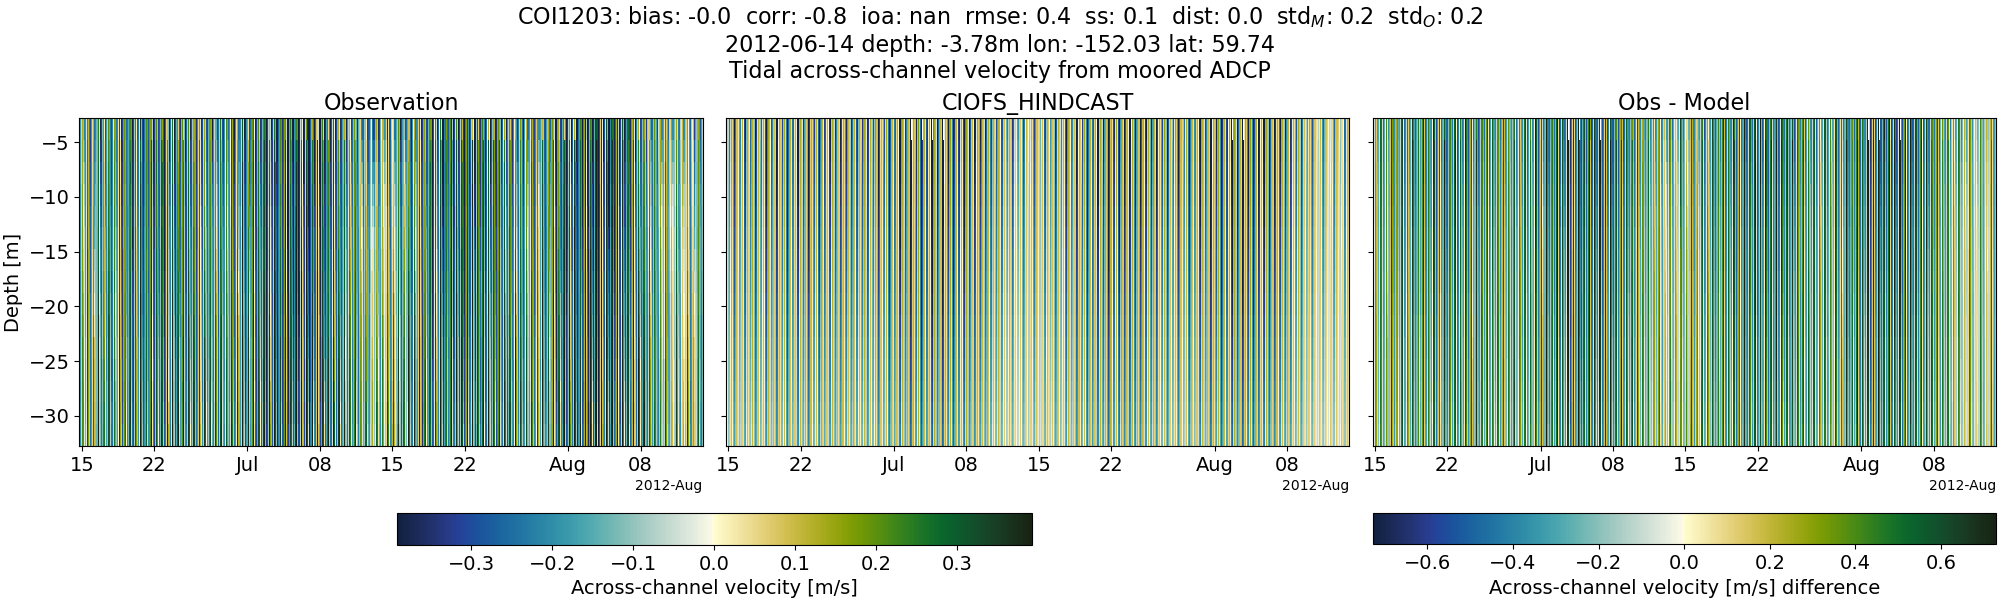 COI1203: bias: -0.0 corr: -0.8 ioa: nan rmse: 0.4 ss: 0.1 dist: 0.0 std_M: 0.2 std_O: 0.2
2012-06-14 depth: -3.78m lon: -152.03 lat: 59.74
Tidal across-channel velocity from moored ADCP
Observation
CIOFS_HINDCAST
Obs - Model
Depth [m]
−5
−10
−15
−20
−25
−30
15 22 Jul 08 15 22 Aug 08
2012-Aug
15 22 Jul 08 15 22 Aug 08
2012-Aug
15 22 Jul 08 15 22 Aug 08
2012-Aug
−0.3 −0.2 −0.1 0.0 0.1 0.2 0.3
Across-channel velocity [m/s]
−0.6 −0.4 −0.2 0.0 0.2 0.4 0.6
Across-channel velocity [m/s] difference